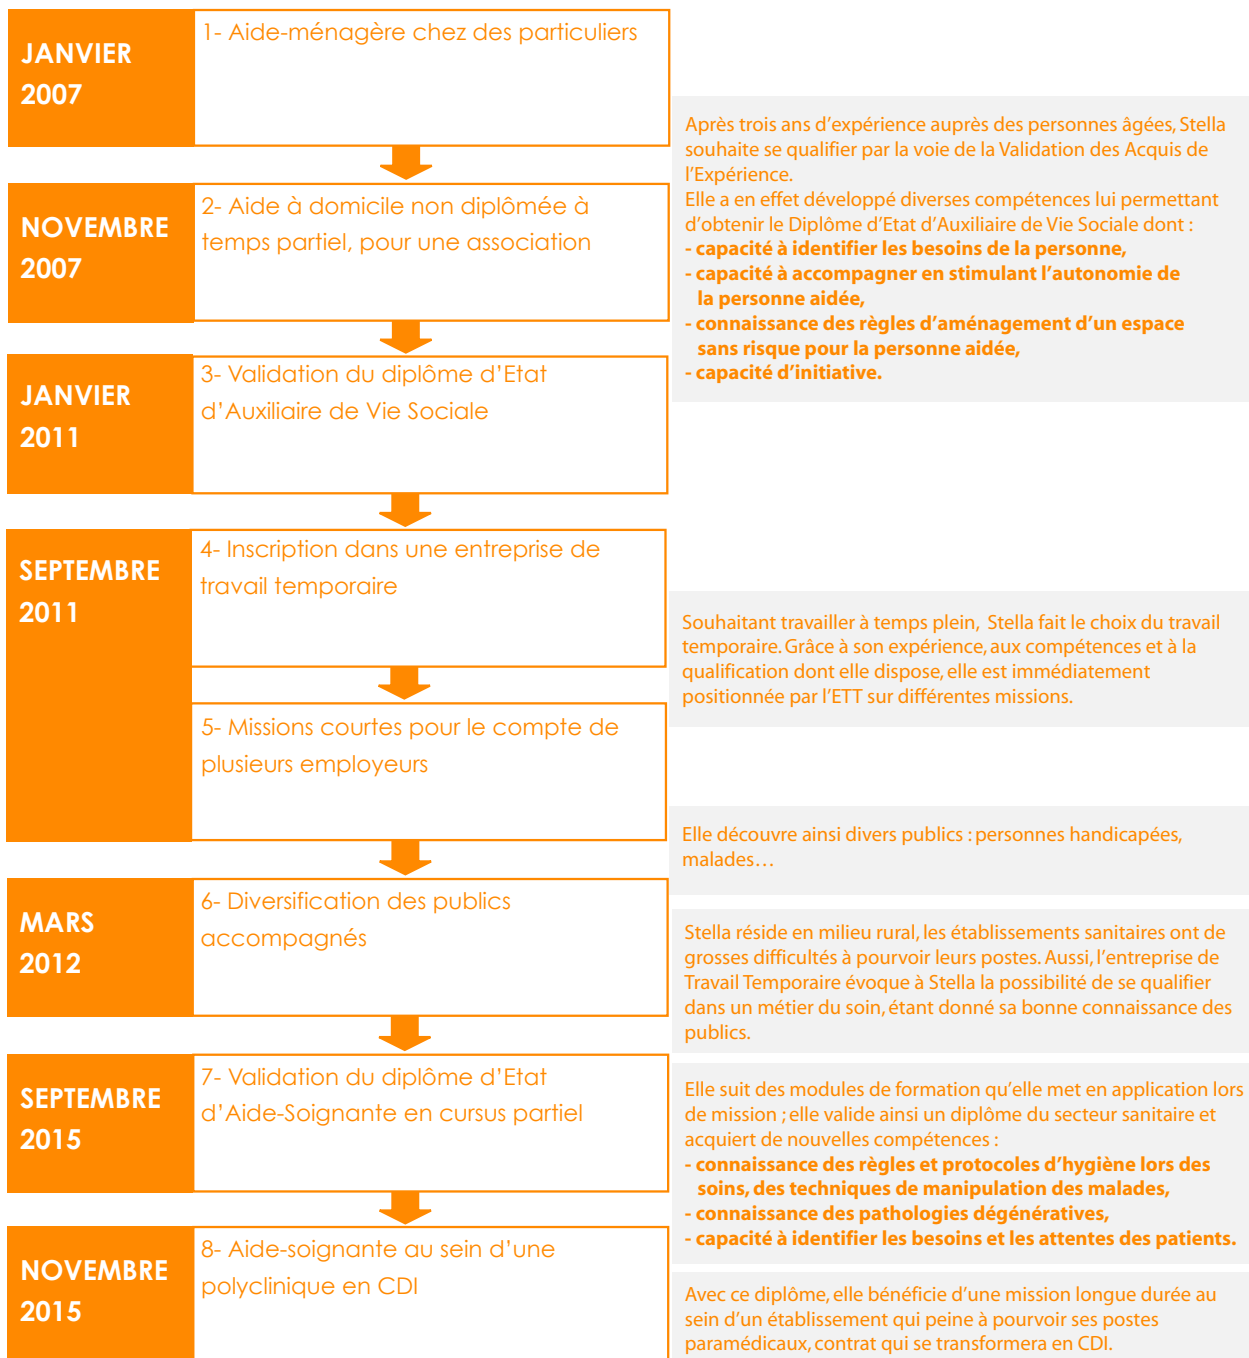 JANVIER
2007
1- Aide-ménagère chez des particuliers
NOVEMBRE
2007
2- Aide à domicile non diplômée à
temps partiel, pour une association
Après trois ans d’expérience auprès des personnes âgées, Stella
souhaite se qualifier par la voie de la Validation des Acquis de
l’Expérience.
Elle a en effet développé diverses compétences lui permettant
d’obtenir le Diplôme d’Etat d’Auxiliaire de Vie Sociale dont :
- capacité à identifier les besoins de la personne,
- capacité à accompagner en stimulant l’autonomie de
la personne aidée,
- connaissance des règles d’aménagement d’un espace
sans risque pour la personne aidée,
- capacité d’initiative.
JANVIER
2011
3- Validation du diplôme d’Etat
d’Auxiliaire de Vie Sociale
SEPTEMBRE
2011
4- Inscription dans une entreprise de
travail temporaire
Souhaitant travailler à temps plein, Stella fait le choix du travail
temporaire. Grâce à son expérience, aux compétences et à la
qualification dont elle dispose, elle est immédiatement
positionnée par l’ETT sur différentes missions.
5- Missions courtes pour le compte de
plusieurs employeurs
Elle découvre ainsi divers publics : personnes handicapées,
malades…
MARS
2012
6- Diversification des publics
accompagnés
Stella réside en milieu rural, les établissements sanitaires ont de
grosses difficultés à pourvoir leurs postes. Aussi, l’entreprise de
Travail Temporaire évoque à Stella la possibilité de se qualifier
dans un métier du soin, étant donné sa bonne connaissance des
publics.
SEPTEMBRE
2015
7- Validation du diplôme d’Etat
d’Aide-Soignante en cursus partiel
Elle suit des modules de formation qu’elle met en application lors
de mission ; elle valide ainsi un diplôme du secteur sanitaire et
acquiert de nouvelles compétences :
- connaissance des règles et protocoles d’hygiène lors des
soins, des techniques de manipulation des malades,
- connaissance des pathologies dégénératives,
- capacité à identifier les besoins et les attentes des patients.
NOVEMBRE
2015
8- Aide-soignante au sein d’une
polyclinique en CDI
Avec ce diplôme, elle bénéficie d’une mission longue durée au
sein d’un établissement qui peine à pourvoir ses postes
paramédicaux, contrat qui se transformera en CDI.